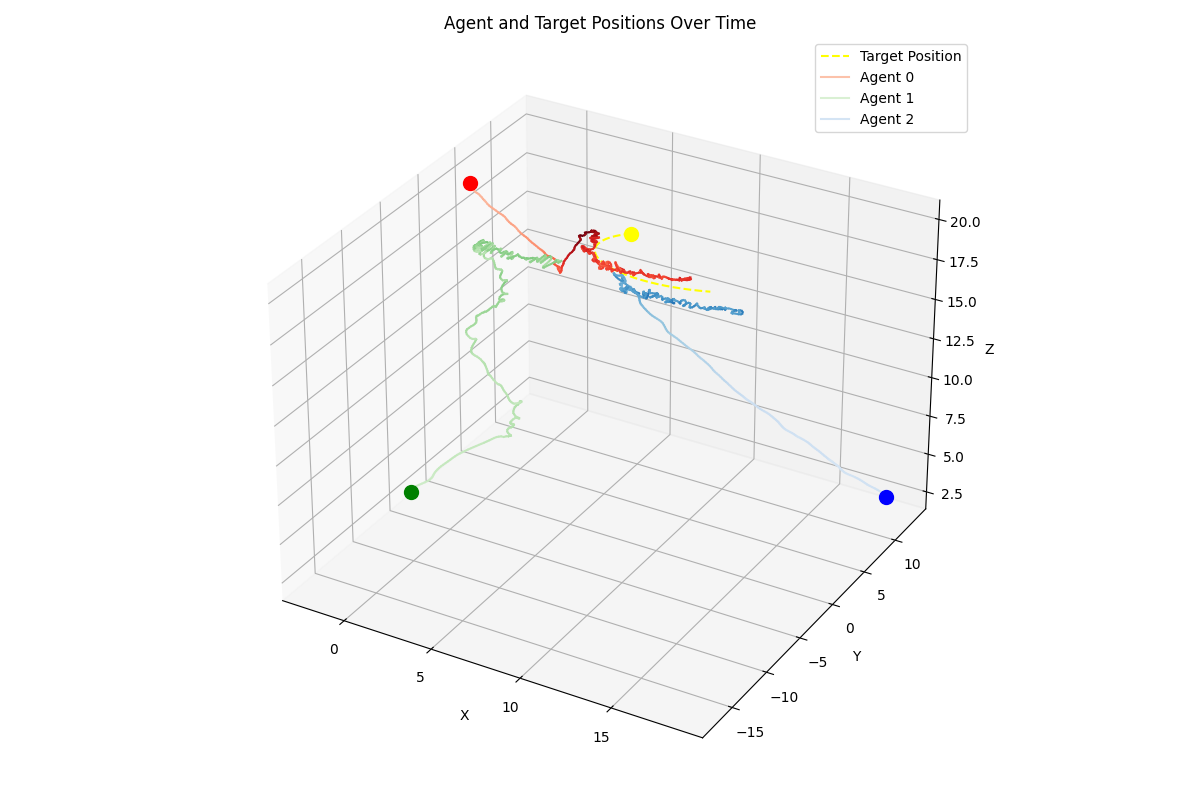 Agent and Target Positions Over Time
Target Position
Agent 0
Agent 1
Agent 2
20.0
17.5
15.0
Z
12.5
10.0
7.5
5.0
2.5
10
5
0
Y
−5
−10
−15
0
5
X
10
15